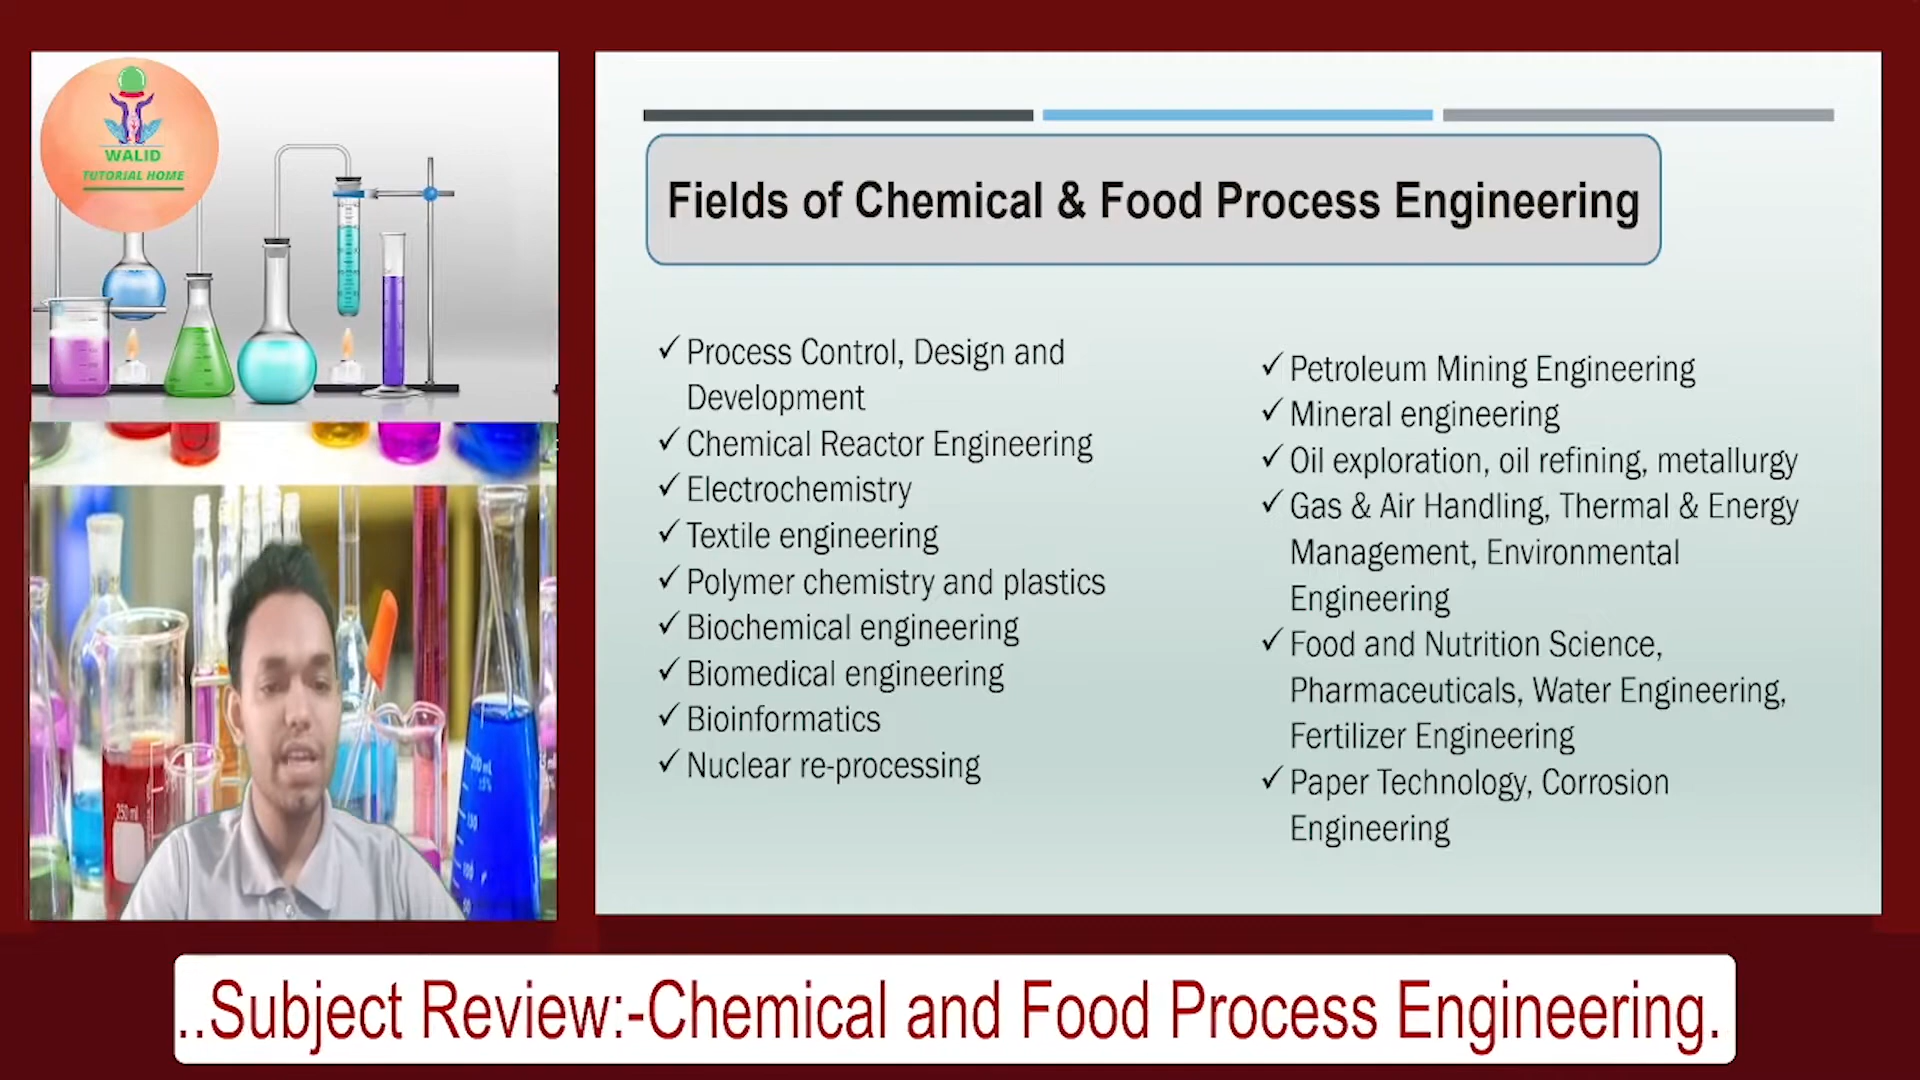 WALID
TUTORIAL HOME
Fields of Chemical & Food Process Engineering
✓ Process Control, Design and
Development
✓ Chemical Reactor Engineering
✓ Electrochemistry
✓ Textile engineering
✓ Polymer chemistry and plastics
✓ Biochemical engineering
✓ Biomedical engineering
✓ Bioinformatics
✓ Nuclear re-processing
✓ Petroleum Mining Engineering
✓ Mineral engineering
✓ Oil exploration, oil refining, metallurgy
✓ Gas & Air Handling, Thermal & Energy
Management, Environmental
Engineering
✓ Food and Nutrition Science,
Pharmaceuticals, Water Engineering,
Fertilizer Engineering
✓ Paper Technology, Corrosion
Engineering
250 ml
..Subject Review:-Chemical and Food Process Engineering.